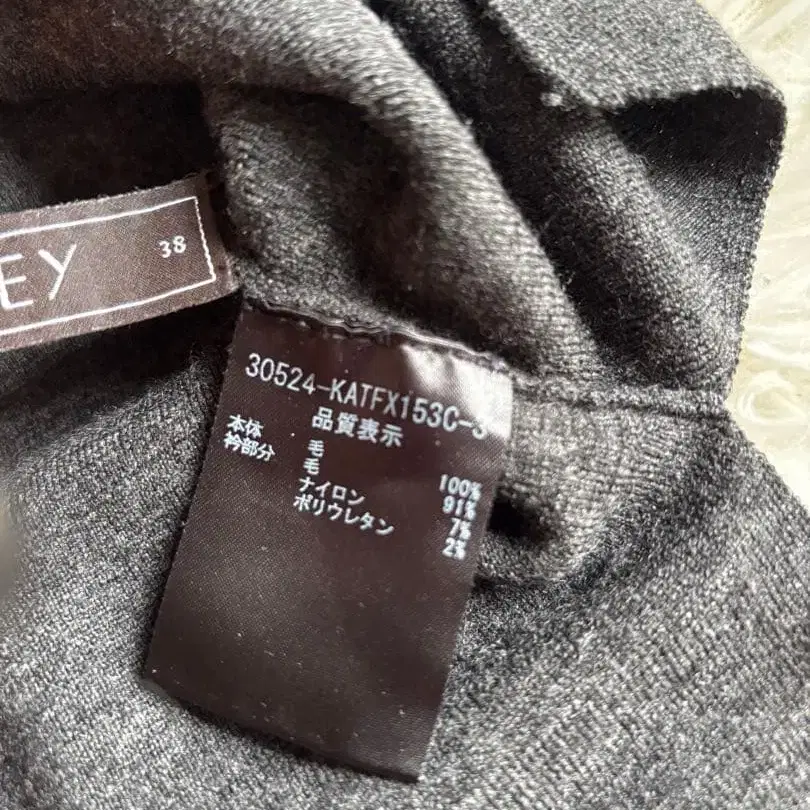 EY
38
30524-KATFX153C-3
品質表示
本体 毛 100%
衿部分 毛 91%
ナイロン 7%
ポリウレタン 2%